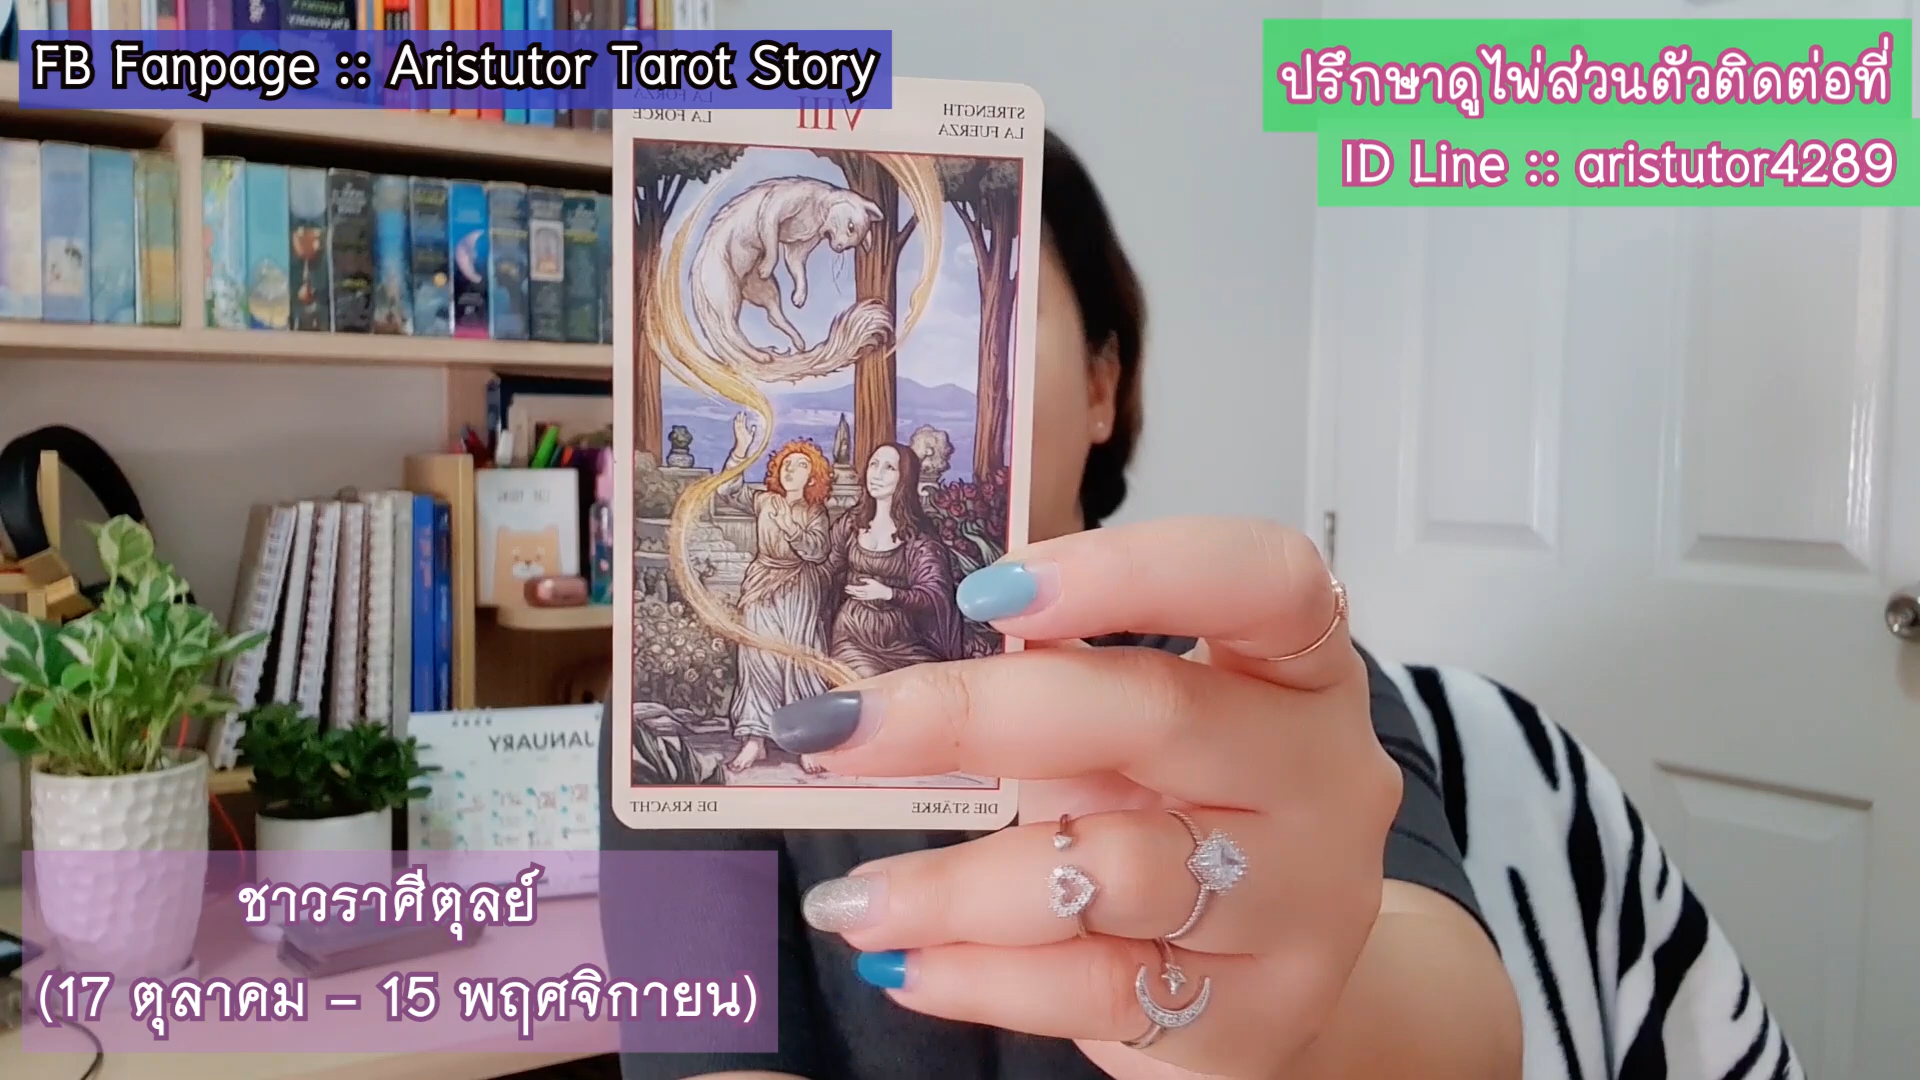 FB Fanpage :: Aristutor Tarot Story
ปรึกษาดูไพ่ส่วนตัวติดต่อที่
ID Line :: aristutor4289
LA FORZA
LA FORCE
VIII
STRENGTH
LA FUERZA
JANUARY
DE KRACHT
DIE STÄRKE
ชาวราศีตุลย์
(17 ตุลาคม – 15 พฤศจิกายน)